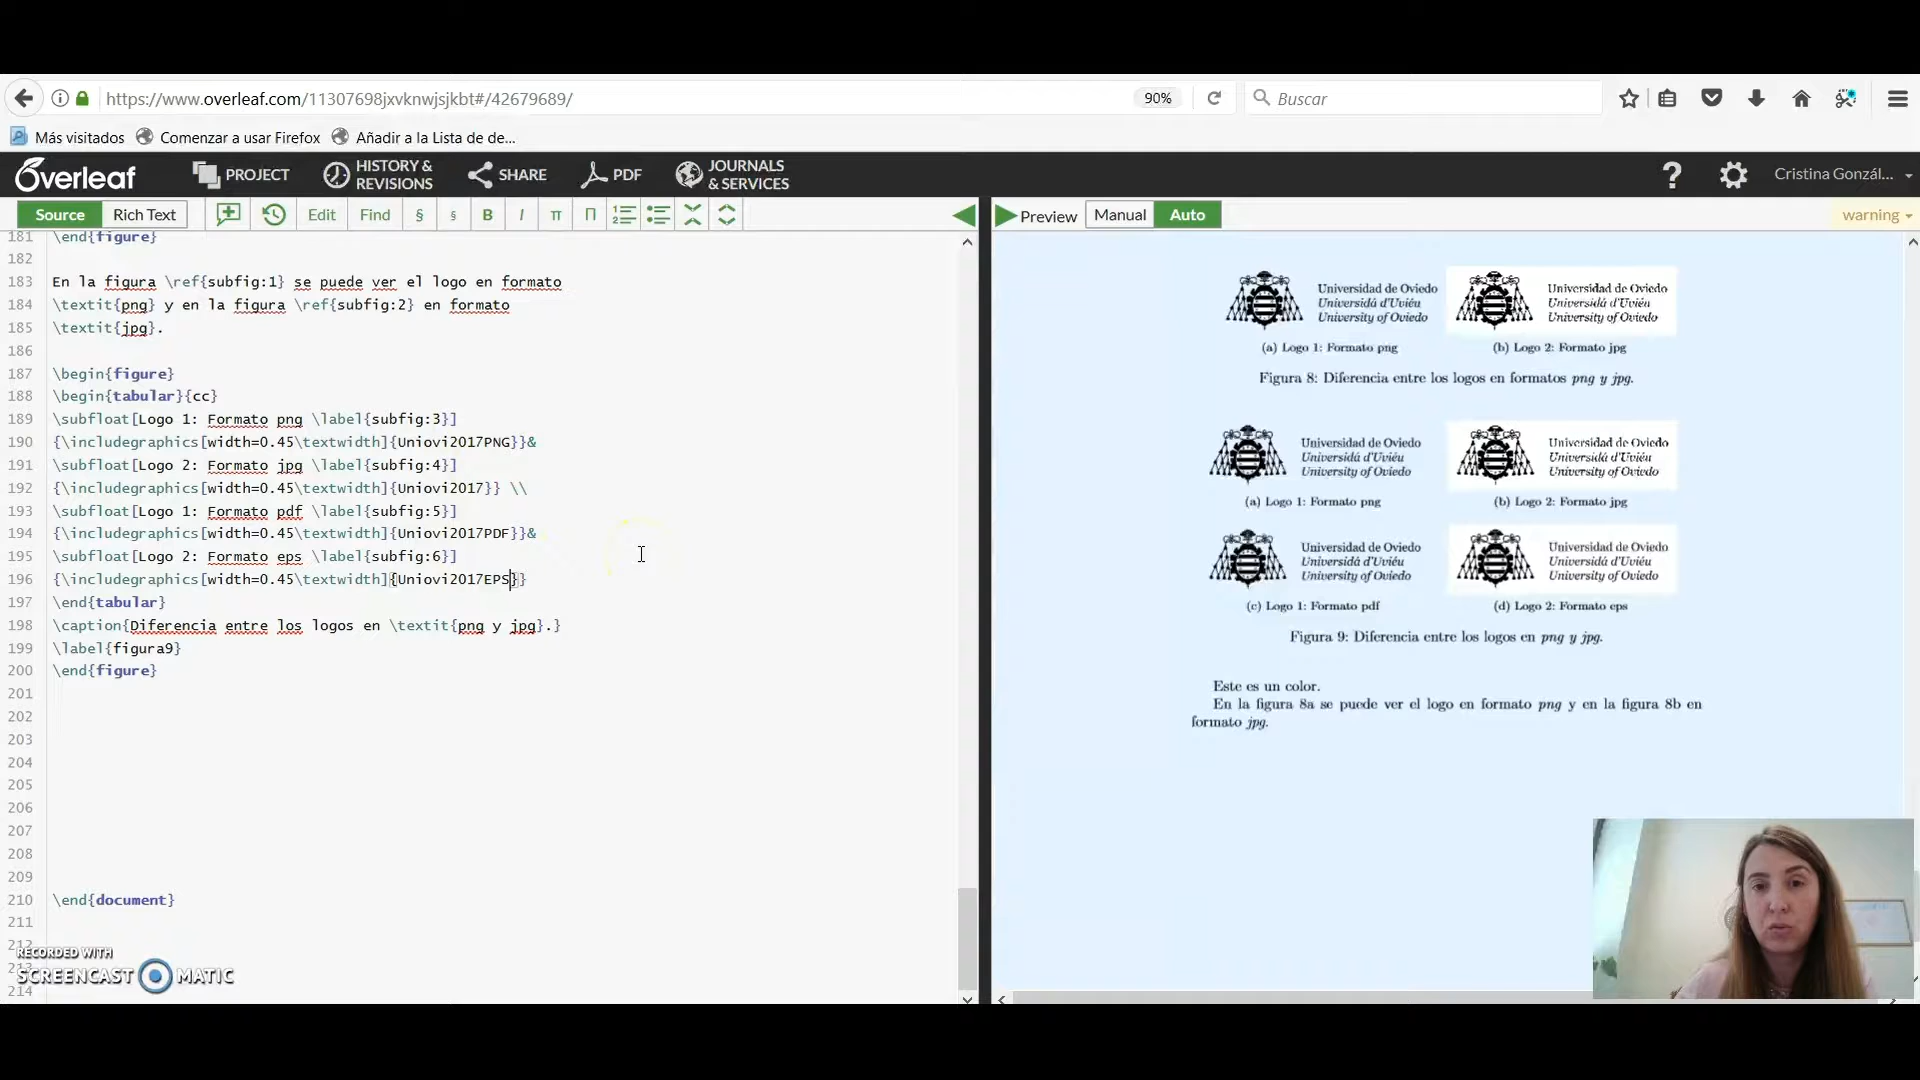 https://www.overleaf.com/11307698jxvknwjsjkbt#/42679689/
90%
Buscar
Más visitados
Comenzar a usar Firefox
Añadir a la Lista de de...
Overleaf
PROJECT
HISTORY & REVISIONS
SHARE
PDF
JOURNALS & SERVICES
?
Cristina Gonzál...
Source
Rich Text
Edit
Find
§
§
B
I
π
Π
Preview
Manual
Auto
warning
181 \end{figure}
182
183 En la figura \ref{subfig:1} se puede ver el logo en formato
184 \textit{png} y en la figura \ref{subfig:2} en formato
185 \textit{jpg}.
186
187 \begin{figure}
188 \begin{tabular}{cc}
189 \subfloat[Logo 1: Formato png \label{subfig:3}]
190 {\includegraphics[width=0.45\textwidth]{Uniovi2017PNG}}&
191 \subfloat[Logo 2: Formato jpg \label{subfig:4}]
192 {\includegraphics[width=0.45\textwidth]{Uniovi2017}} \\
193 \subfloat[Logo 1: Formato pdf \label{subfig:5}]
194 {\includegraphics[width=0.45\textwidth]{Uniovi2017PDF}}&
195 \subfloat[Logo 2: Formato eps \label{subfig:6}]
196 {\includegraphics[width=0.45\textwidth]{Uniovi2017EPS}}
197 \end{tabular}
198 \caption{Diferencia entre los logos en \textit{png y jpg}.}
199 \label{figura9}
200 \end{figure}
201
202
203
204
205
206
207
208
209
210 \end{document}
211
212
214
RECORDED WITH
SCREENCAST MATIC
Universidad de Oviedo
Universidá d'Uviéu
University of Oviedo
Universidad de Oviedo
Universidá d'Uviéu
University of Oviedo
(a) Logo 1: Formato png
(b) Logo 2: Formato jpg
Figura 8: Diferencia entre los logos en formatos png y jpg.
Universidad de Oviedo
Universidá d'Uviéu
University of Oviedo
Universidad de Oviedo
Universidá d'Uviéu
University of Oviedo
(a) Logo 1: Formato png
(b) Logo 2: Formato jpg
Universidad de Oviedo
Universidá d'Uviéu
University of Oviedo
Universidad de Oviedo
Universidá d'Uviéu
University of Oviedo
(c) Logo 1: Formato pdf
(d) Logo 2: Formato eps
Figura 9: Diferencia entre los logos en png y jpg.
Este es un color.
En la figura 8a se puede ver el logo en formato png y en la figura 8b en
formato jpg.